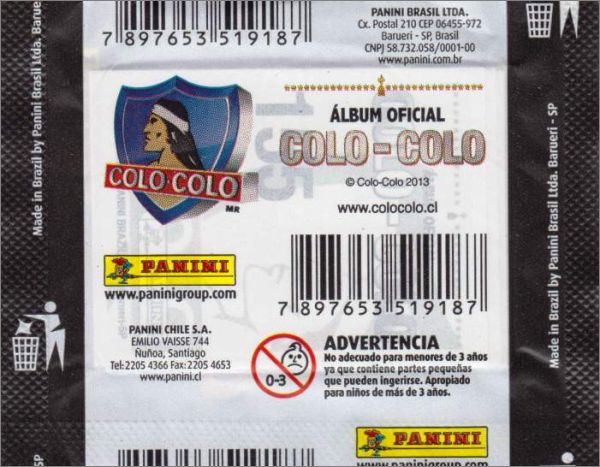 7 897653 519187
PANINI BRASIL LTDA.
Cx. Postal 210 CEP 06455-972
Barueri - SP, Brasil
CNPJ 58.732.058/0001-00
www.panini.com.br
Made in Brazil by Panini Brasil Ltda. Barue
ÁLBUM OFICIAL
COLO-COLO
© Colo-Colo 2013
www.colocolo.cl
COLO-COLO
MR
PANINI
www.paninigroup.com
7 897653 519187
PANINI CHILE S.A.
EMILIO VAISSE 744
Ñuñoa, Santiago
Tel:2205 4366 Fax:2205 4653
www.panini.cl
0-3
ADVERTENCIA
No adecuado para menores de 3 años
ya que contiene partes pequeñas
que pueden ingerirse. Apropiado
para niños de más de 3 años.
PANINI
Made in Brazil by Panini Brasil Ltda. Barueri - SP
SP